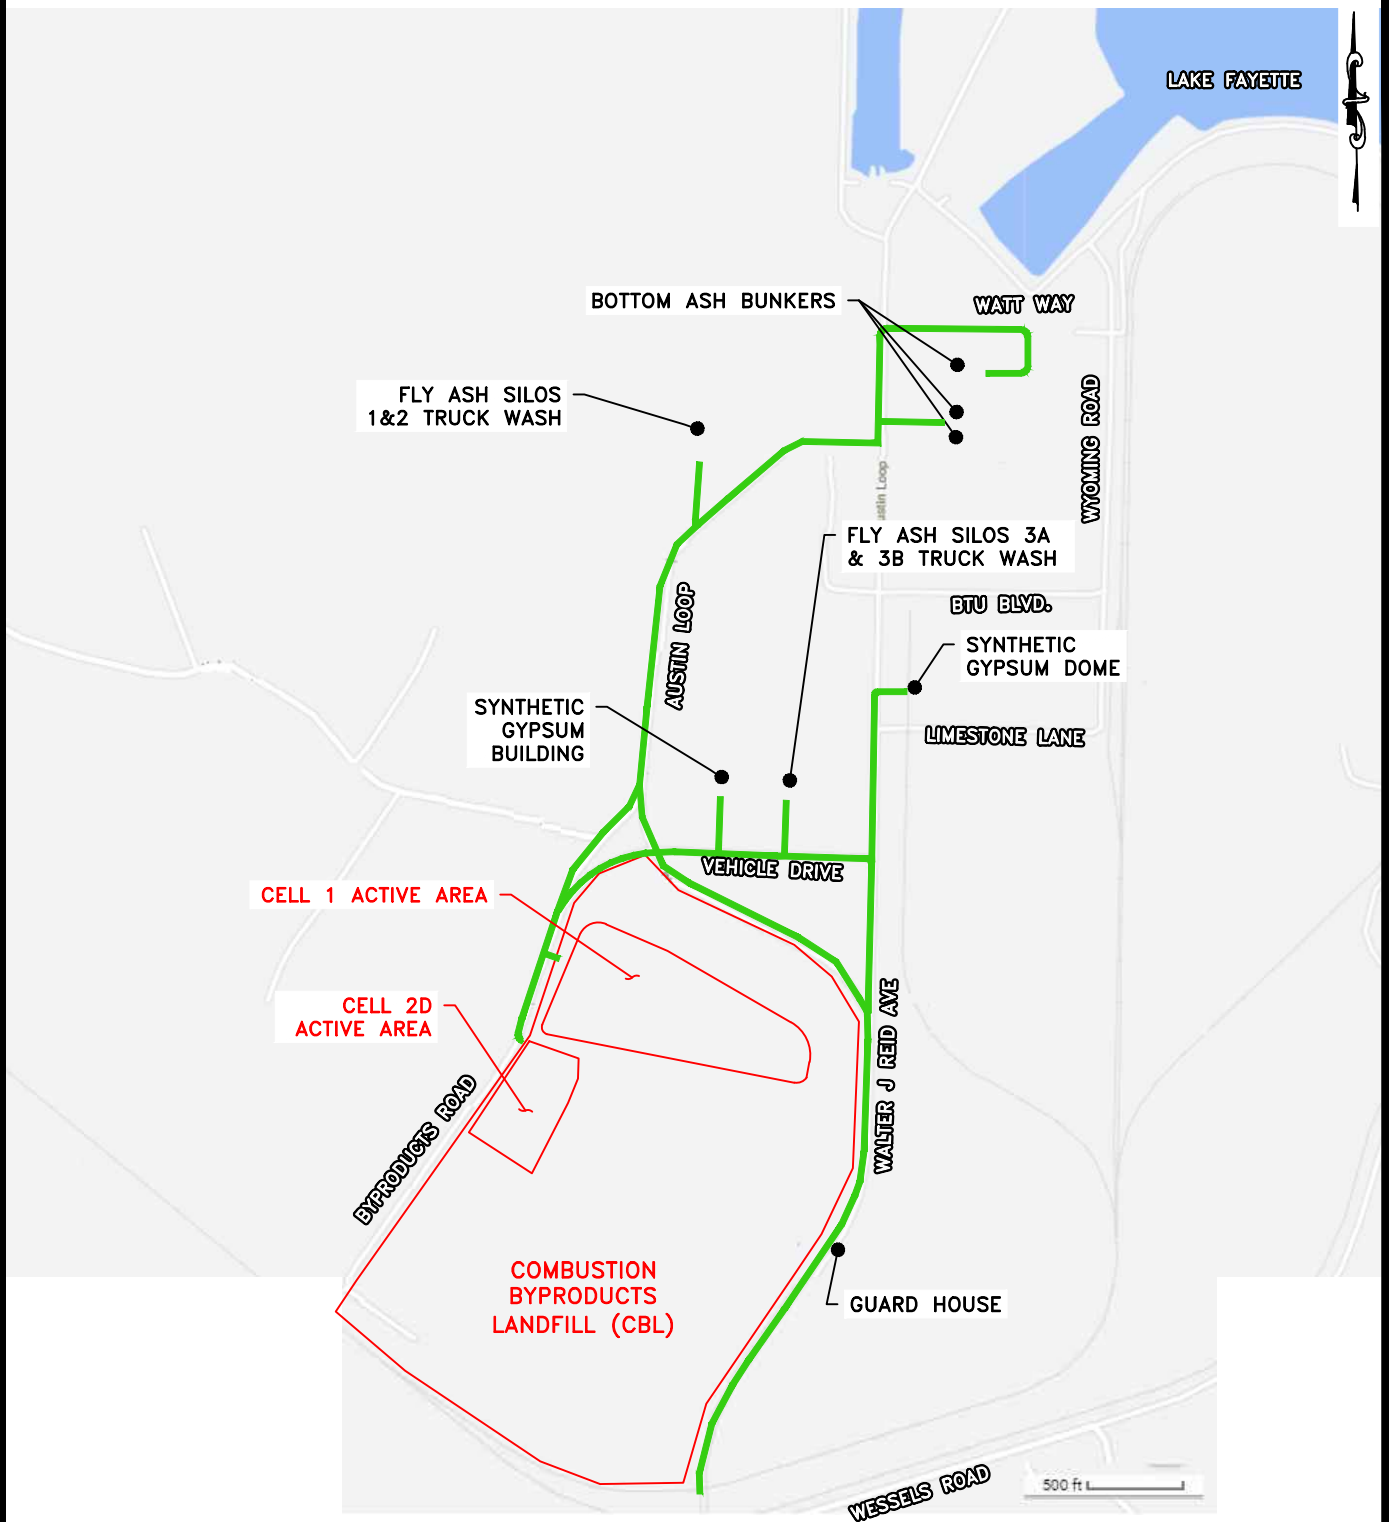 LAKE FAYETTE
BOTTOM ASH BUNKERS
WATT WAY
FLY ASH SILOS
1&2 TRUCK WASH
WYOMING ROAD
ustin Loop
FLY ASH SILOS 3A
& 3B TRUCK WASH
AUSTIN LOOP
BTU BLVD.
SYNTHETIC
GYPSUM DOME
SYNTHETIC
GYPSUM
BUILDING
LIMESTONE LANE
VEHICLE DRIVE
CELL 1 ACTIVE AREA
CELL 2D
ACTIVE AREA
WALTER J REID AVE
BYPRODUCTS ROAD
COMBUSTION
BYPRODUCTS
LANDFILL (CBL)
GUARD HOUSE
WESSELS ROAD
500 ft